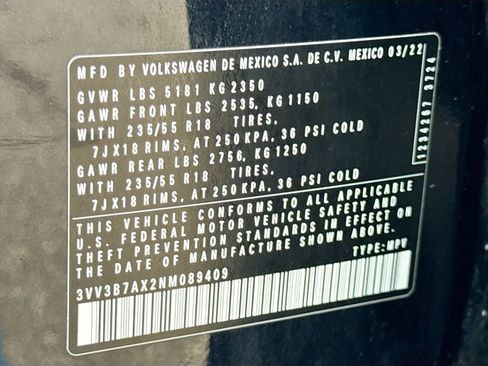 MFD BY VOLKSWAGEN DE MEXICO S.A. DE C.V. MEXICO 03/22
GVWR LBS 5181 KG 2350
GAWR FRONT LBS 2535, KG 1150
WITH 235/55 R18 TIRES,
7JX18 RIMS, AT 250 KPA, 36 PSI COLD
GAWR REAR LBS 2756, KG 1250
WITH 235/55 R18 TIRES,
7JX18 RIMS, AT 250 KPA, 36 PSI COLD
THIS VEHICLE CONFORMS TO ALL APPLICABLE
U.S. FEDERAL MOTOR VEHICLE SAFETY AND
THEFT PREVENTION STANDARDS IN EFFECT ON
THE DATE OF MANUFACTURE SHOWN ABOVE.
3VV3B7AX2NM089409 TYPE: MPV